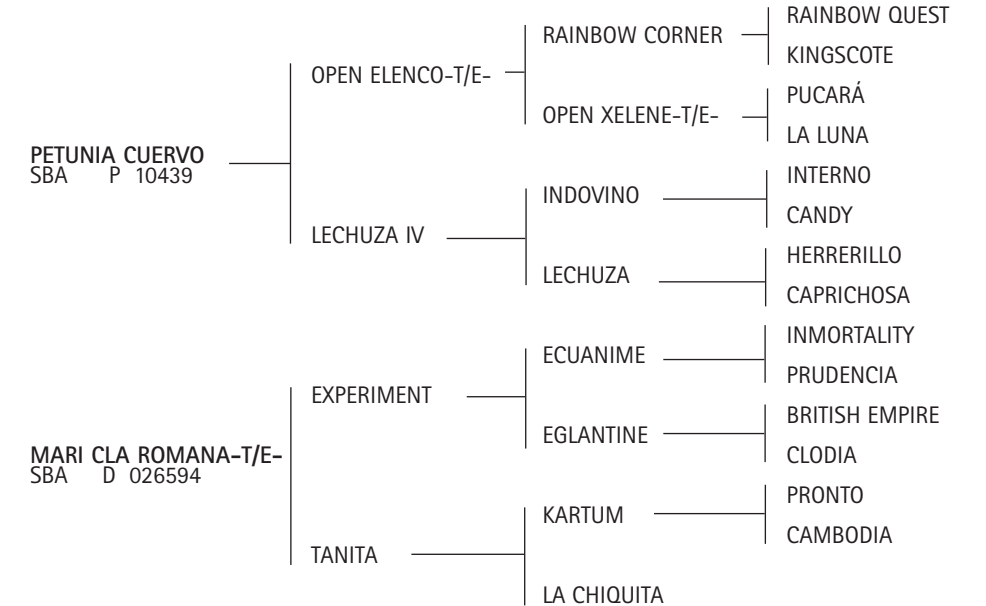 RAINBOW QUEST
RAINBOW CORNER
KINGSCOTE
OPEN ELENCO-T/E-
PUCARÁ
OPEN XELENE-T/E-
LA LUNA
PETUNIA CUERVO
SBA P 10439
INTERNO
INDOVINO
CANDY
LECHUZA IV
HERRERILLO
LECHUZA
CAPRICHOSA
INMORTALITY
ECUANIME
PRUDENCIA
EXPERIMENT
BRITISH EMPIRE
EGLANTINE
CLODIA
MARI CLA ROMANA-T/E-
SBA D 026594
PRONTO
KARTUM
CAMBODIA
TANITA
LA CHIQUITA